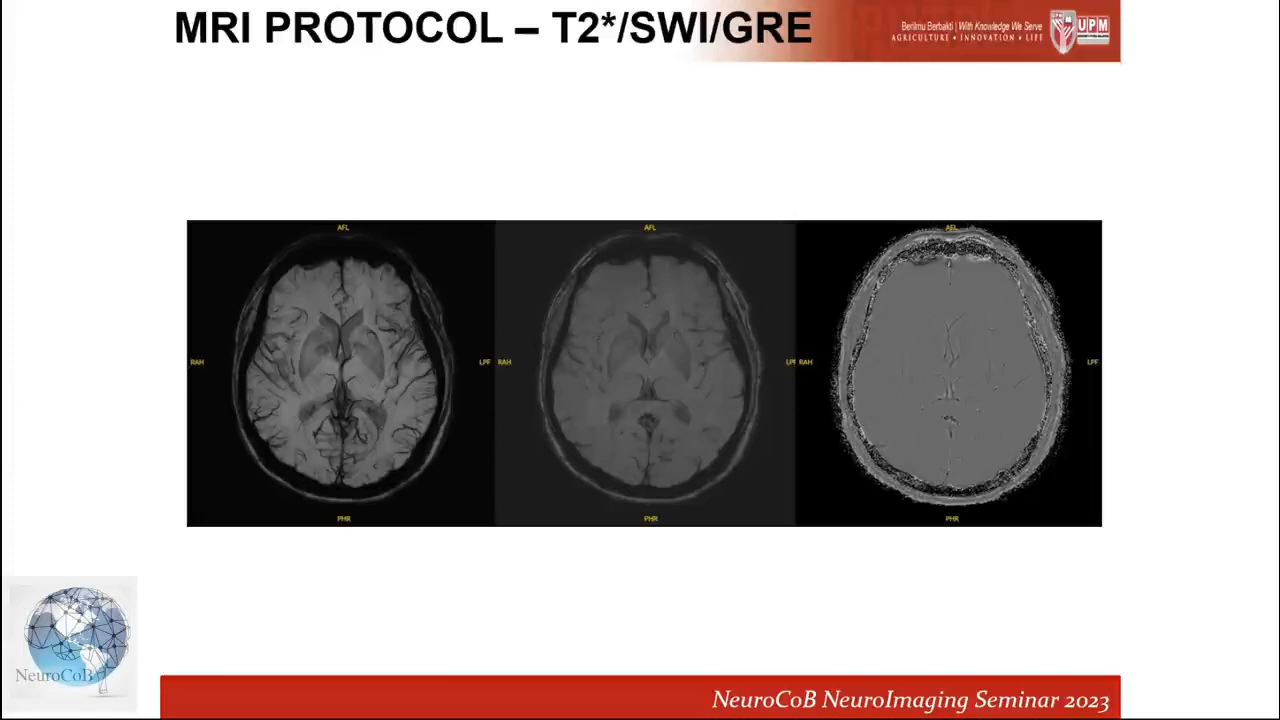 MRI PROTOCOL – T2*/SWI/GRE
Berilmu Berbakti | With Knowledge We Serve
AGRICULTURE • INNOVATION • LIFE
UPM
AFL
AFL
AFL
RAH
LPF
RAH
LPF
RAH
LPF
PHR
PHR
PHR
NeuroCoB
NeuroCoB NeuroImaging Seminar 2023